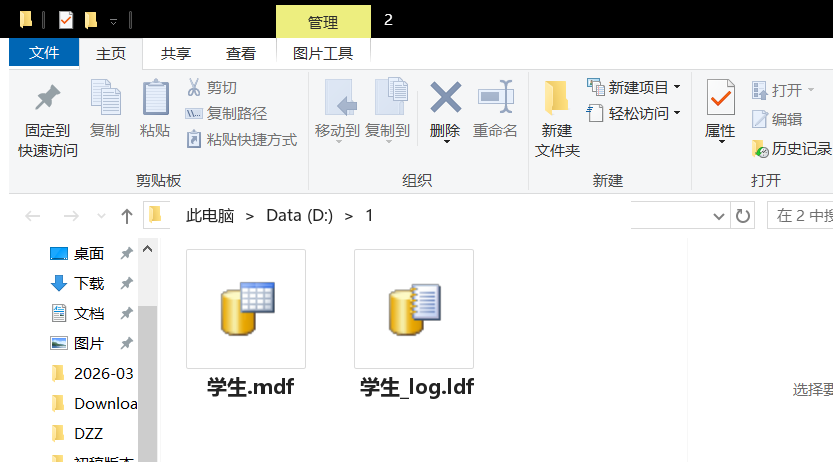 管理 2
文件 主页 共享 查看 图片工具
固定到
快速访问
复制
粘贴
剪切
复制路径
粘贴快捷方式
剪贴板
移动到 复制到 删除 重命名
组织
新建
文件夹
新建项目
轻松访问
新建
属性
打开
编辑
历史记录
打开
此电脑 > Data (D:) > 1
在 2 中搜
桌面
下载
文档
图片
2026-03
Downloa
DZZ
初稿版本
学生.mdf
学生_log.ldf
选择要